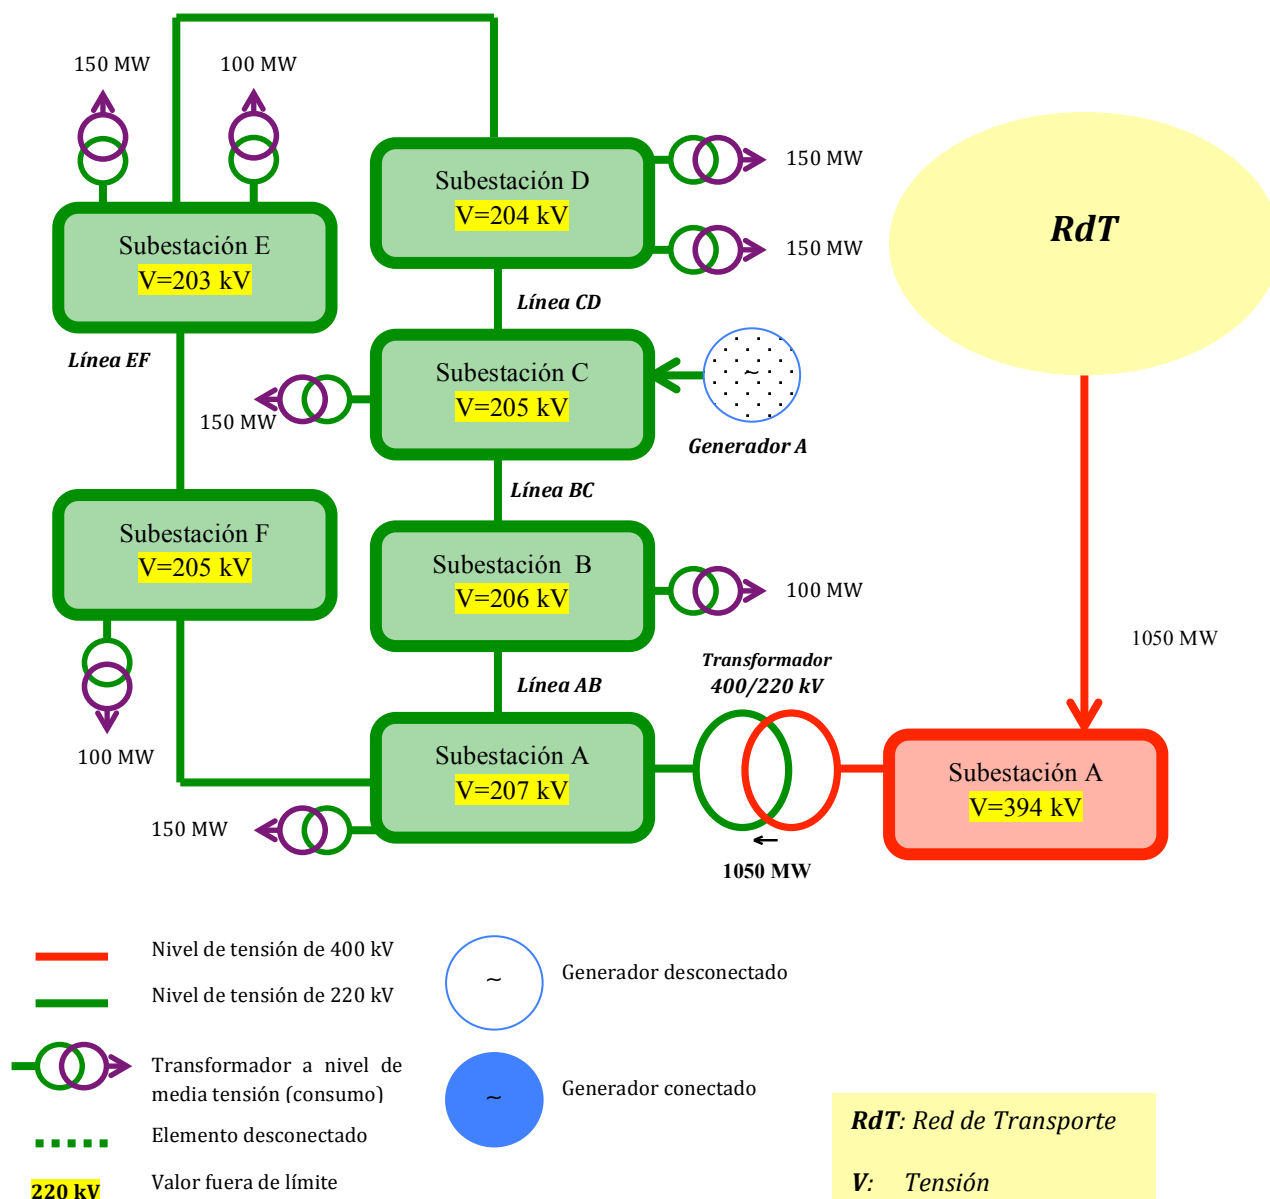 150 MW
100 MW
Subestación D
V=204 kV
150 MW
150 MW
RdT
Subestación E
V=203 kV
Línea CD
Línea EF
Subestación C
V=205 kV
150 MW
~
Generador A
Línea BC
Subestación F
V=205 kV
Subestación B
V=206 kV
100 MW
1050 MW
Línea AB
Transformador
400/220 kV
100 MW
Subestación A
V=207 kV
150 MW
Subestación A
V=394 kV
1050 MW
Nivel de tensión de 400 kV
Nivel de tensión de 220 kV
~
Generador desconectado
Transformador a nivel de
media tensión (consumo)
~
Generador conectado
Elemento desconectado
220 kV
Valor fuera de límite
RdT: Red de Transporte
V: Tensión